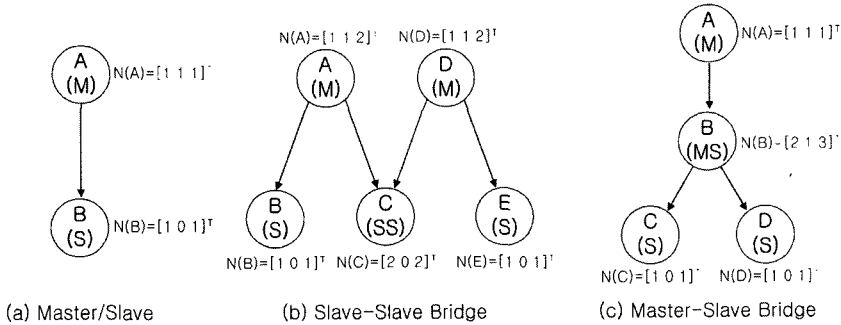 A
(M)
N(A)=[1 1 1]᾽
B
(S)
N(B)=[1 0 1]ᵀ
(a) Master/Slave
N(A)=[1 1 2]᾽
N(D)=[1 1 2]ᵀ
A
(M)
D
(M)
B
(S)
C
(SS)
E
(S)
N(B)=[1 0 1]ᵀ
N(C)=[2 0 2]ᵀ
N(E)=[1 0 1]ᵀ
(b) Slave-Slave Bridge
A
(M)
N(A)=[1 1 1]ᵀ
B
(MS)
N(B)-[2 1 3]᾽
C
(S)
D
(S)
N(C)=[1 0 1]᾽
N(D)=[1 0 1]᾽
(c) Master-Slave Bridge